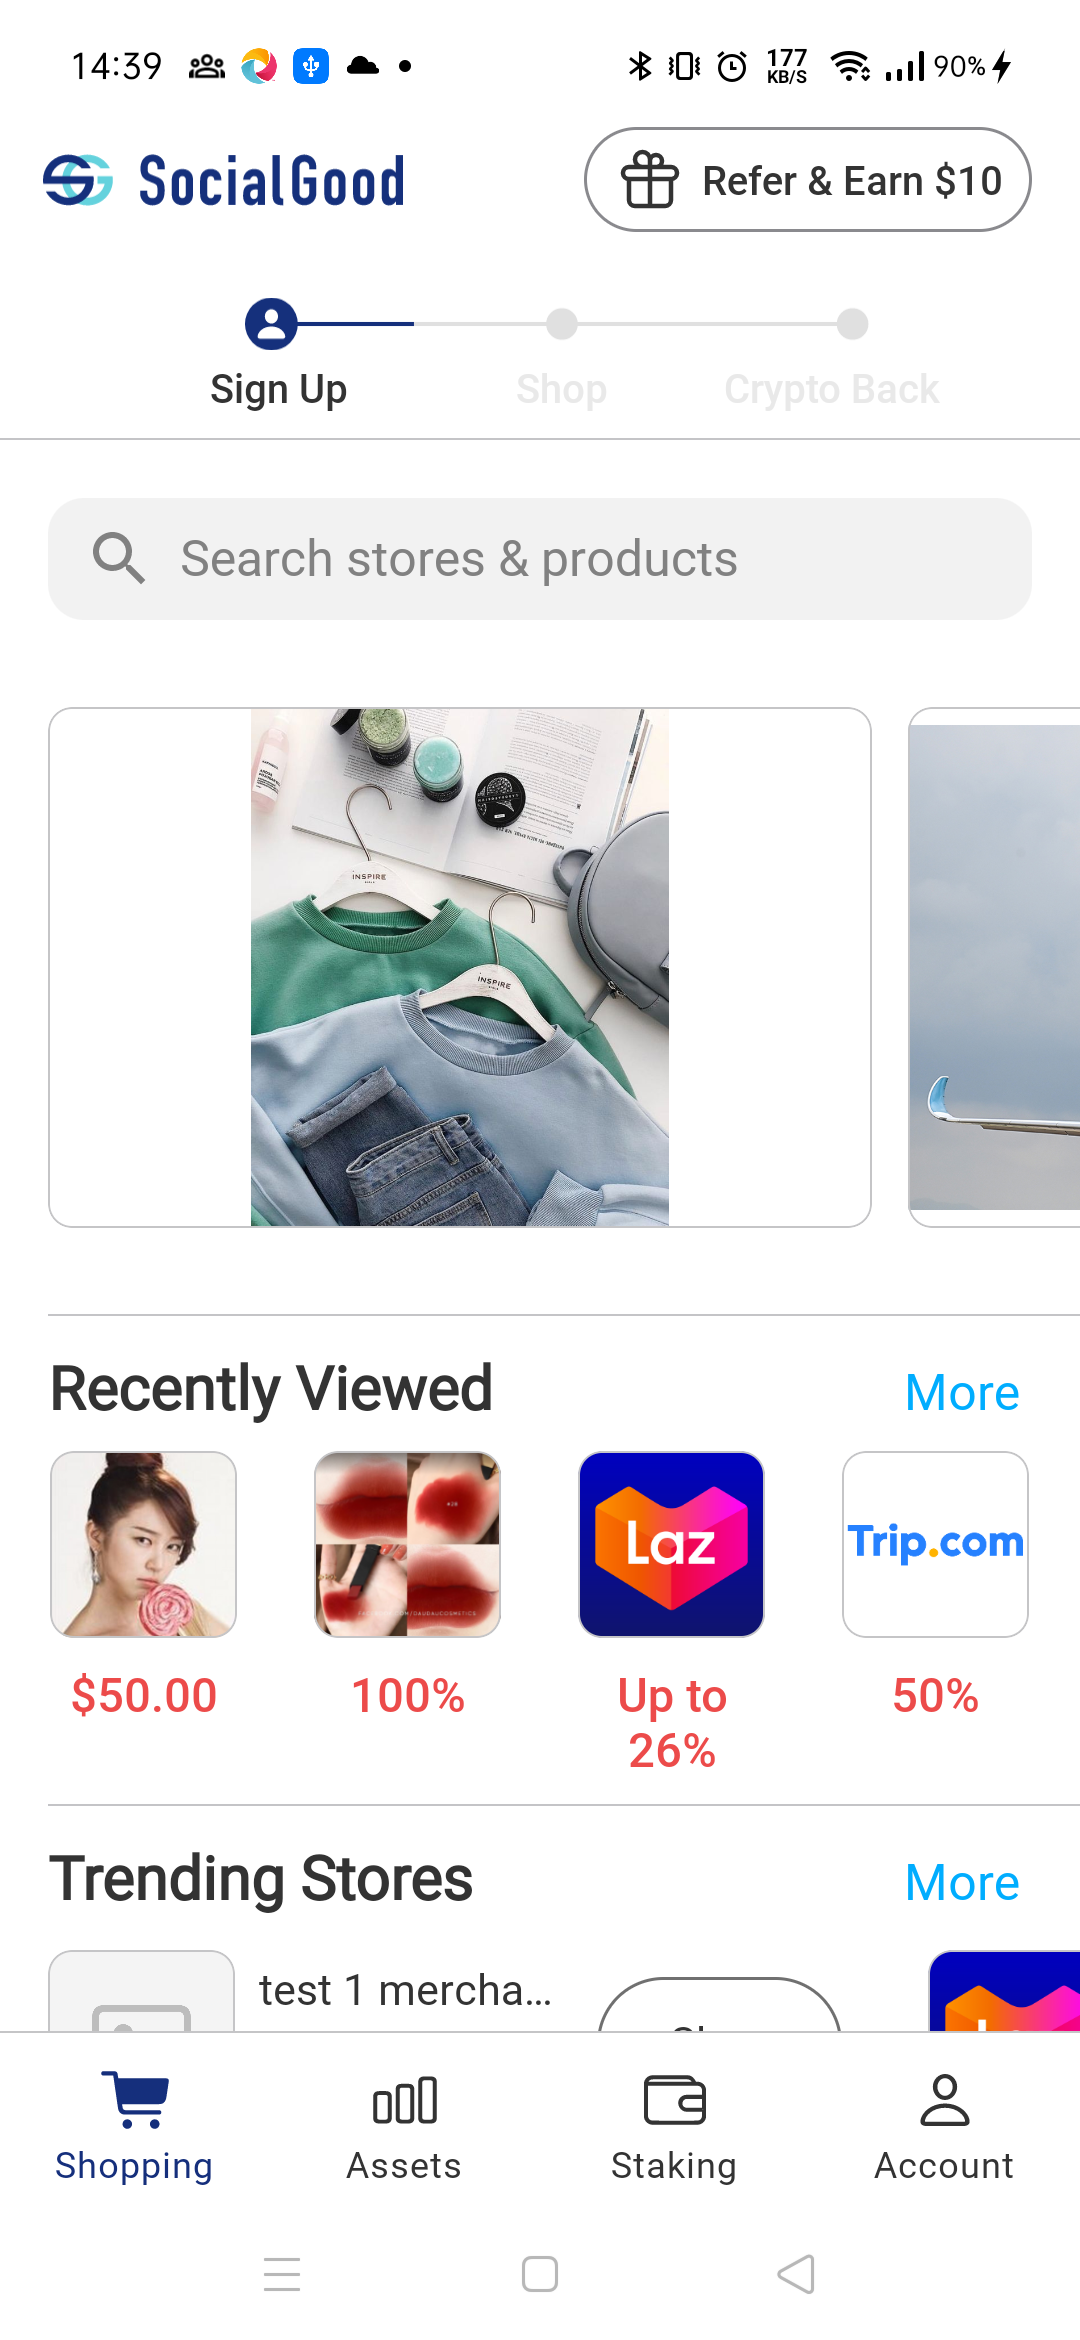 14:39
177
KB/S
90%
SocialGood
Refer & Earn $10
Sign Up
Shop
Crypto Back
Search stores & products
INSPIRE
INSPIRE
Recently Viewed
More
Laz
Trip.com
$50.00
100%
Up to
26%
50%
Trending Stores
More
test 1 mercha...
Shopping
Assets
Staking
Account